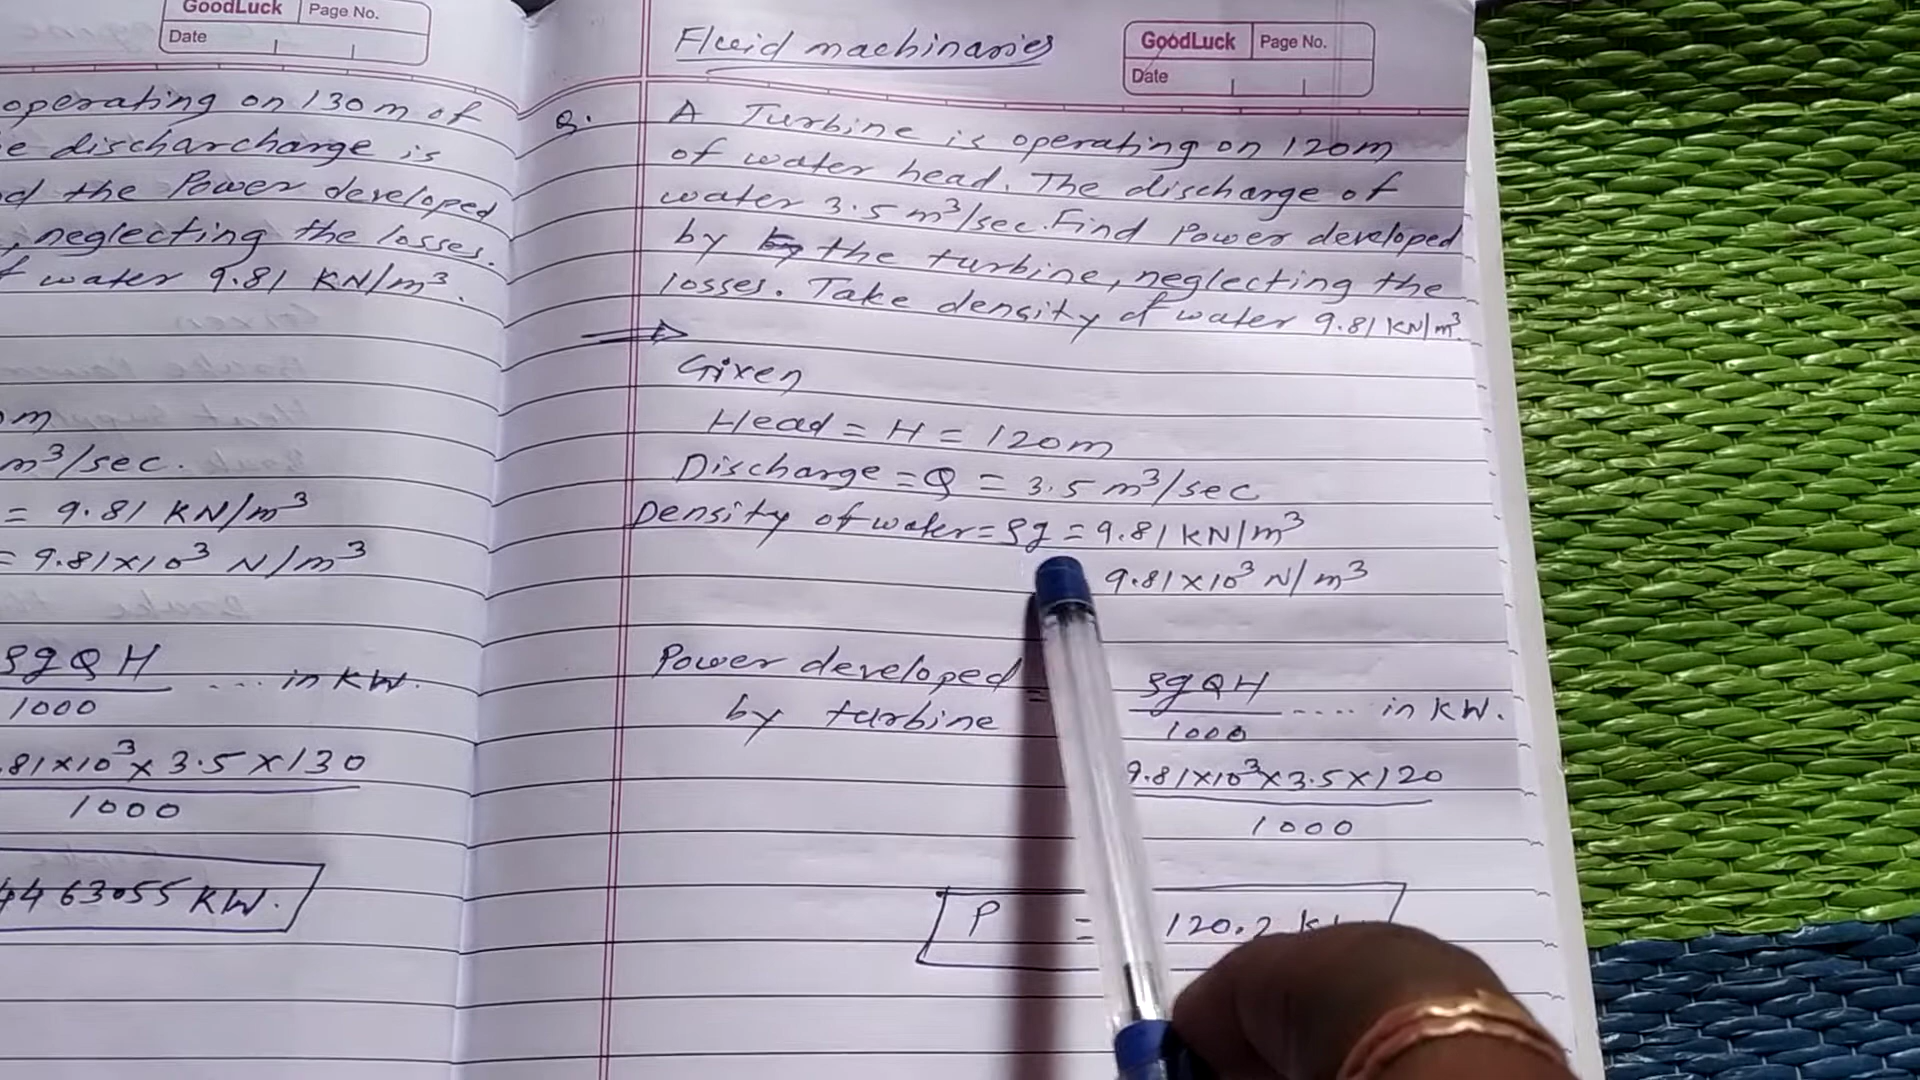 GoodLuck Page No.
Date
operating on 130 m of
e discharcharge is
d the Power developed
, neglecting the losses.
f water 9.81 KN/m³.
m
m³/sec.
= 9.81 KN/m³
= 9.81×10³ N/m³
ρgQH
1000
.... in KW.
81×10³×3.5×130
1000
4463.055 KW.
Fluid machinaries
GoodLuck Page No.
Date
Q. A Turbine is operating on 120m
of water head. The discharge of
water 3.5 m³/sec. Find Power developed
by the turbine, neglecting the
losses. Take density of water 9.81 KN/m³.
Given
Head = H = 120m
Discharge = Q = 3.5 m³/sec
Density of water = ρg = 9.81 KN/m³
9.81×10³ N/m³
Power developed
by turbine
=
ρgQH
1000
.... in KW.
9.81×10³×3.5×120
1000
P = 120.2